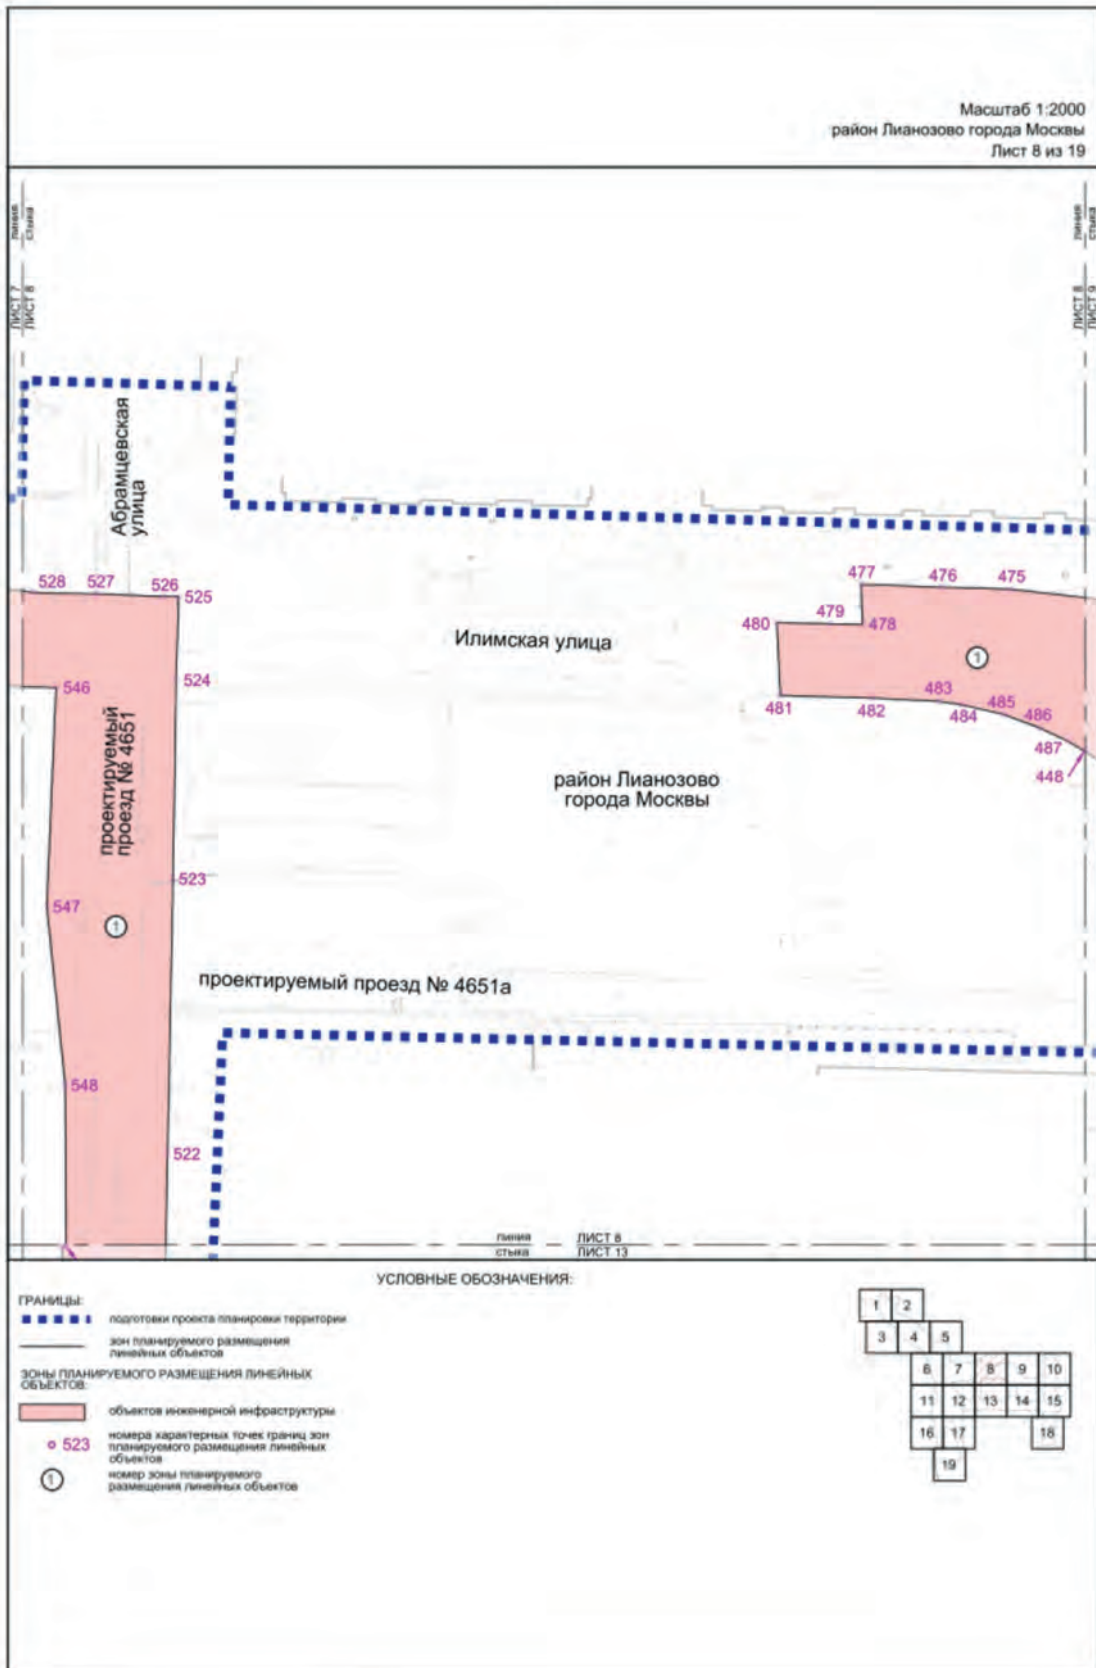 Масштаб 1:2000
район Лианозово города Москвы
Лист 8 из 19
линия
стыка
ЛИСТ 7
ЛИСТ 8
линия
стыка
ЛИСТ 8
ЛИСТ 9
Абрамцевская
улица
528
527
526
525
477
476
475
480
479
478
Илимская улица
1
524
546
481
482
483
484
485
486
487
448
проектируемый
проезд № 4651
район Лианозово
города Москвы
523
547
1
проектируемый проезд № 4651а
548
522
линия
стыка
ЛИСТ 8
ЛИСТ 13
УСЛОВНЫЕ ОБОЗНАЧЕНИЯ:
ГРАНИЦЫ:
подготовки проекта планировки территории
зон планируемого размещения
линейных объектов
ЗОНЫ ПЛАНИРУЕМОГО РАЗМЕЩЕНИЯ ЛИНЕЙНЫХ
ОБЪЕКТОВ:
объектов инженерной инфраструктуры
523
номера характерных точек границ зон
планируемого размещения линейных
объектов
1
номер зоны планируемого
размещения линейных объектов
1 2
3 4 5
6 7 8 9 10
11 12 13 14 15
16 17 18
19